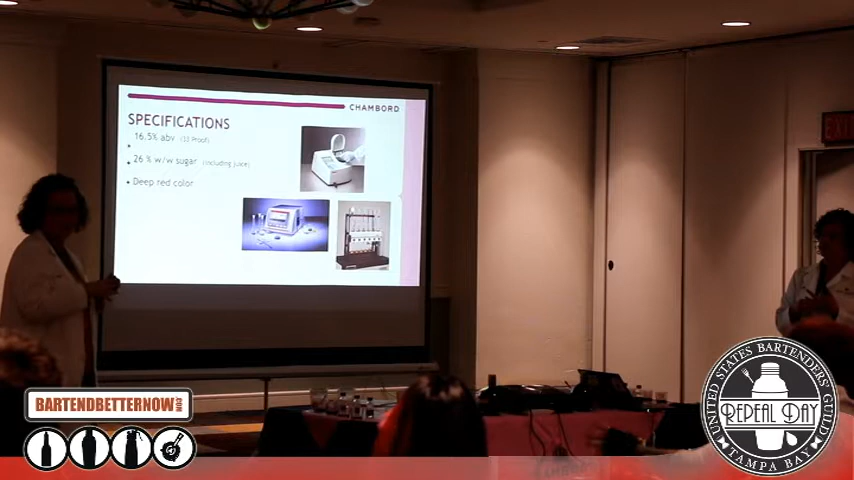 CHAMBORD
SPECIFICATIONS
16.5% abv (33 Proof)
•
• 26 % w/w sugar (including juice)
• Deep red color
EXIT
BARTENDBETTERNOW.COM
UNITED STATES BARTENDERS' GUILD
REPEAL DAY
TAMPA BAY